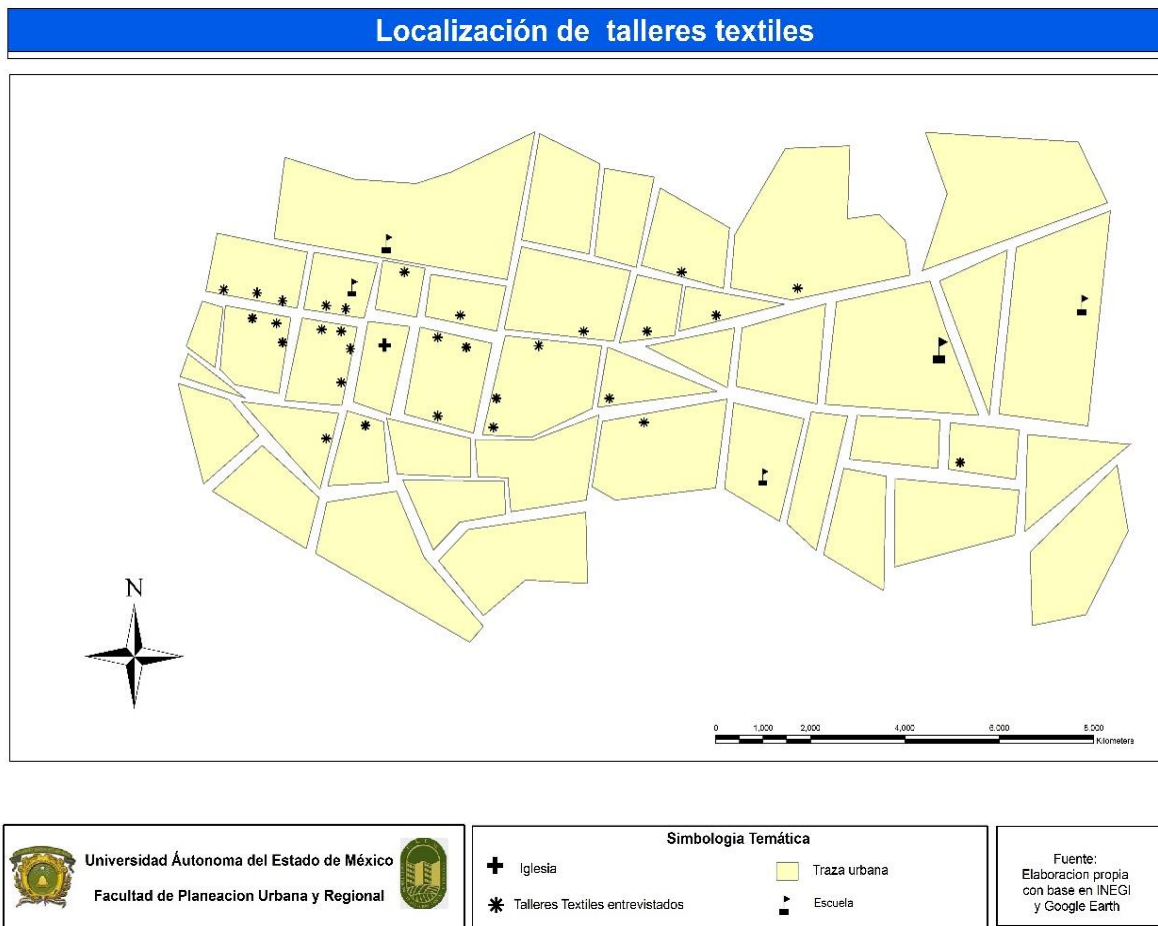 Localización de talleres textiles
N
0 1,000 2,000 4,000 6,000 8,000
Kilometers
Universidad Áutonoma del Estado de México
Facultad de Planeacion Urbana y Regional
Simbologia Temática
Iglesia
Traza urbana
Talleres Textiles entrevistados
Escuela
Fuente:
Elaboracion propia
con base en INEGI
y Google Earth